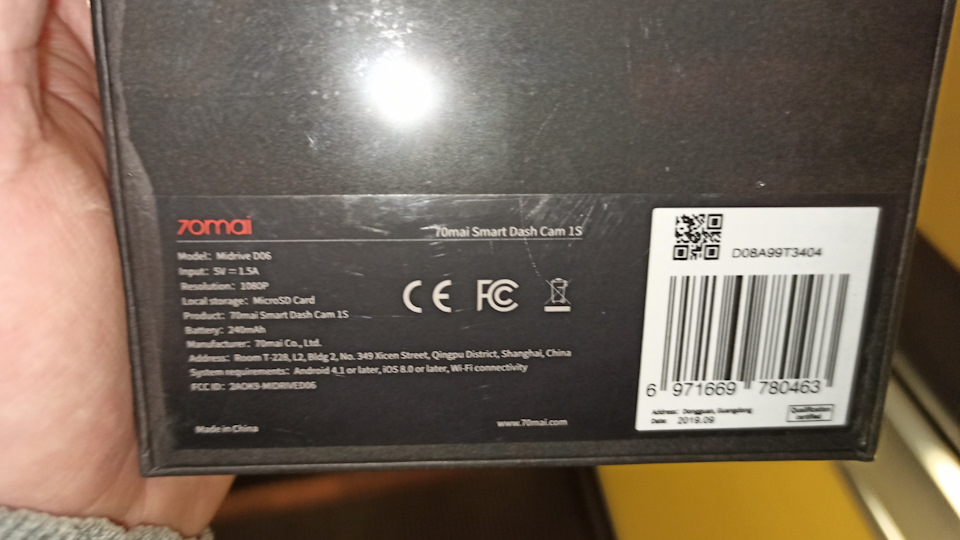 70mai
70mai Smart Dash Cam 1S
Model: Midrive D06
Input: 5V⎓1.5A
Resolution: 1080P
Local storage: MicroSD Card
Product: 70mai Smart Dash Cam 1S
Battery: 240mAh
Manufacturer: 70mai Co., Ltd.
Address: Room T-228, L2, Bldg 2, No. 349 Xicen Street, Qingpu District, Shanghai, China
System requirements: Android 4.1 or later, iOS 8.0 or later, Wi-Fi connectivity
FCC ID: 2AOK9-MIDRIVED06
CE FC
Made in China
www.70mai.com
D08A99T3404
6 971669 780463
Address: Dongguan, Guangdong
Date: 2019.09
Qualification
certified